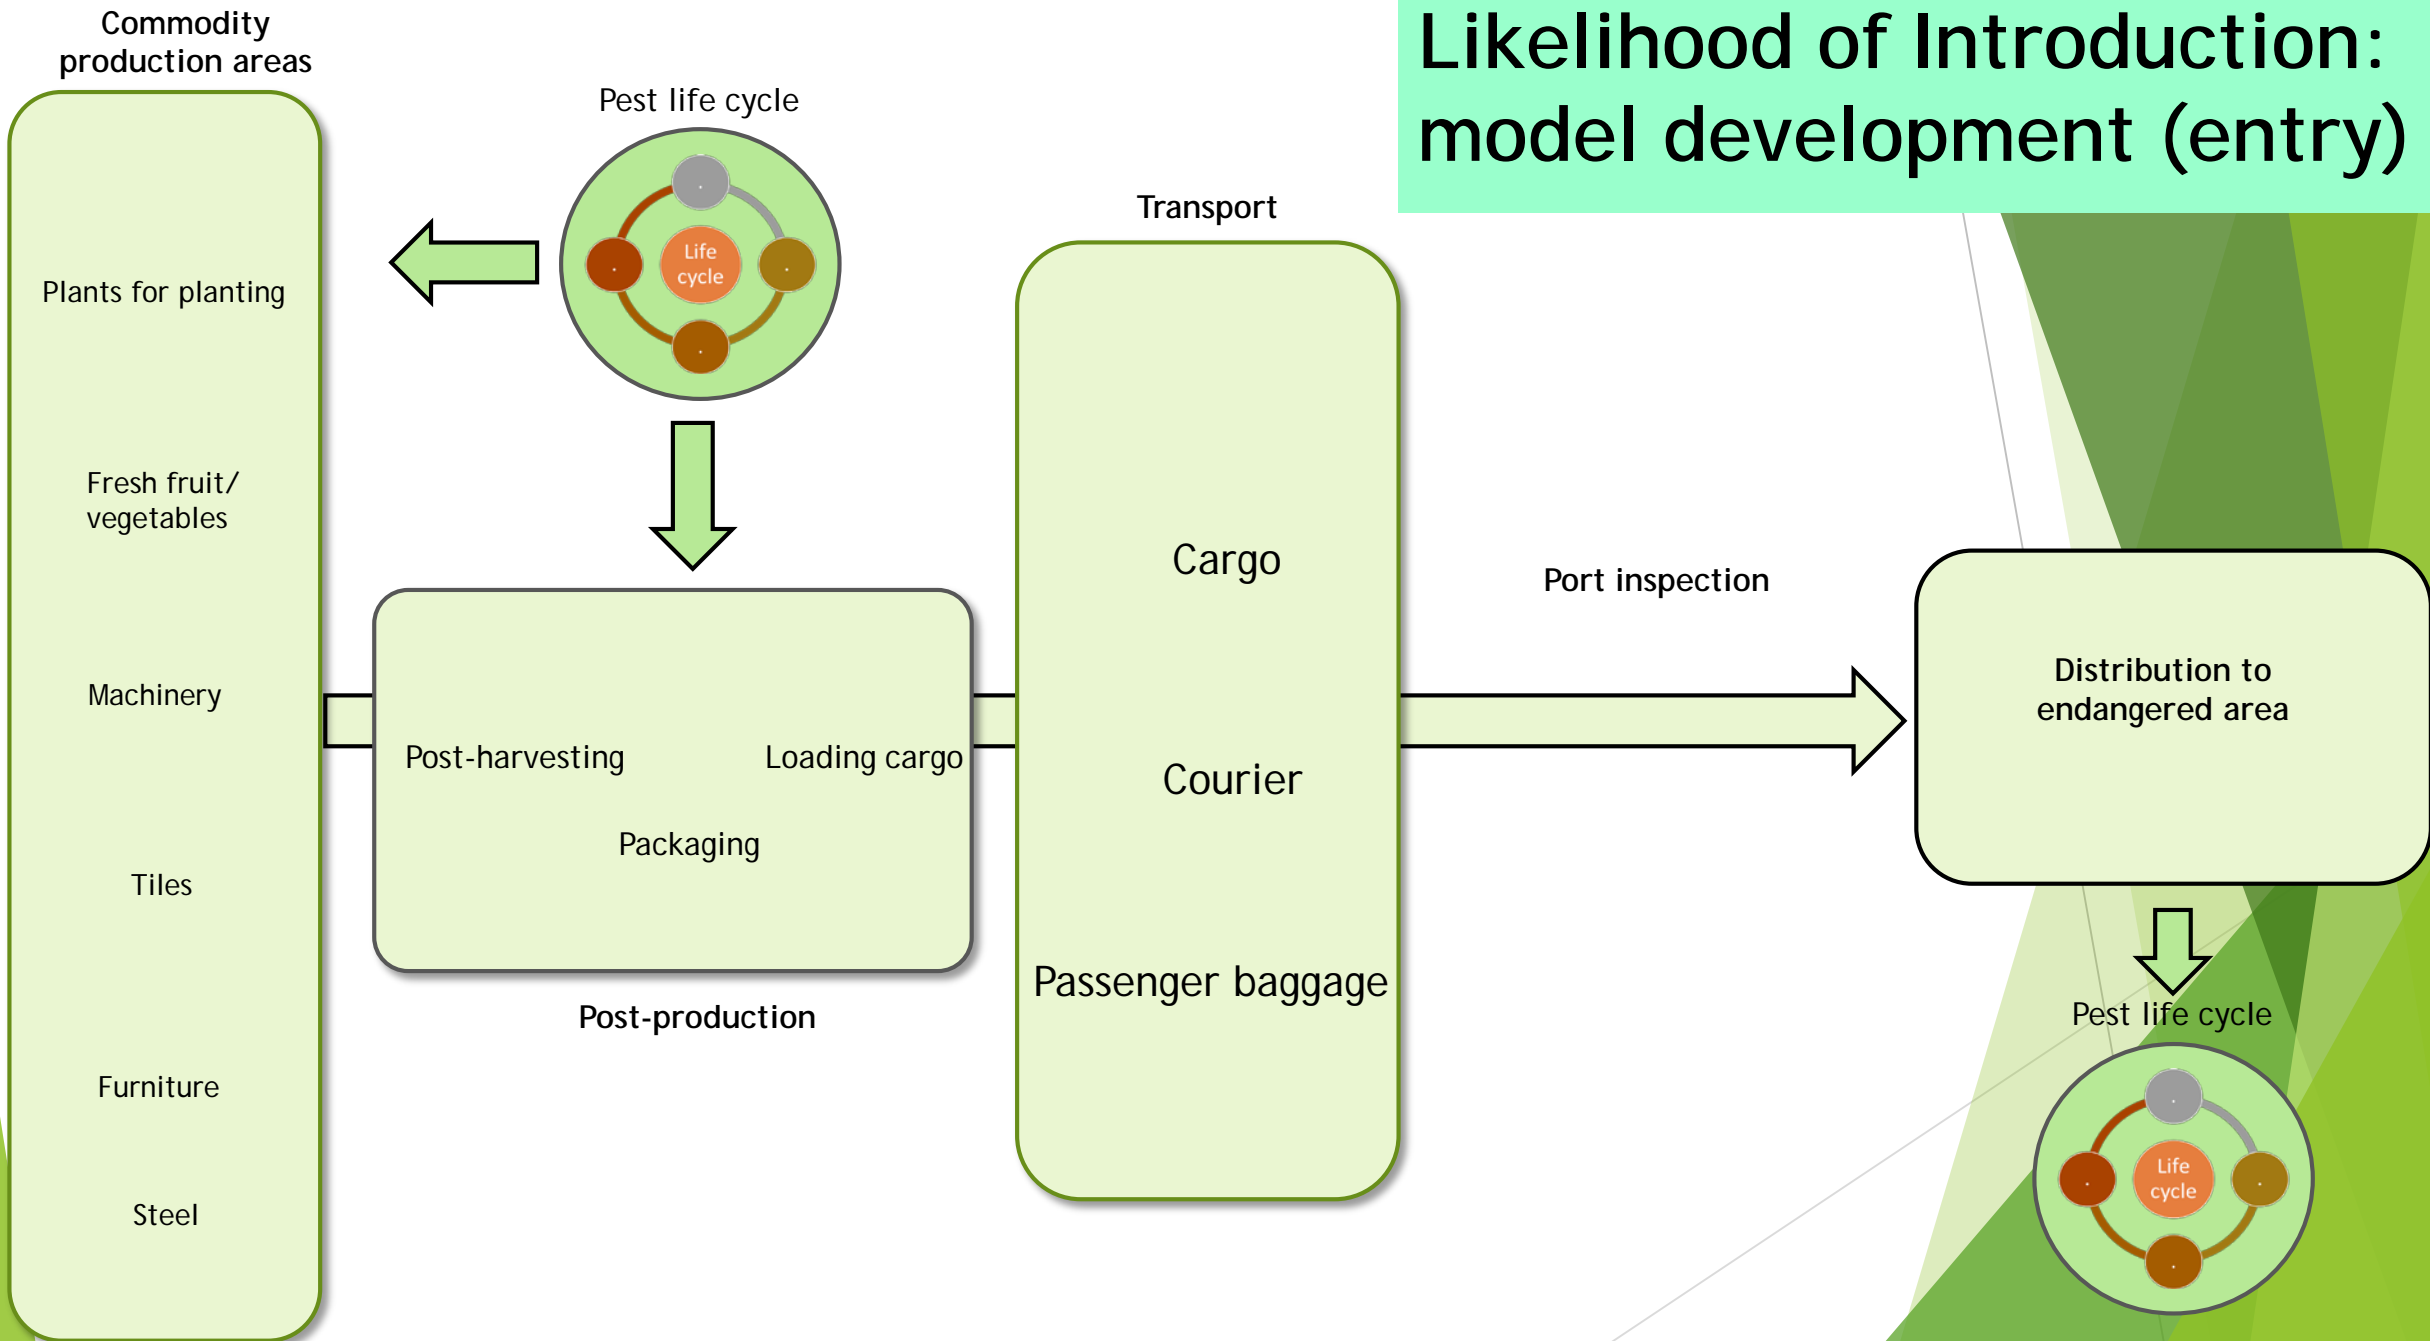 Likelihood of Introduction:
model development (entry)
Commodity
production areas
Plants for planting
Fresh fruit/
vegetables
Machinery
Tiles
Furniture
Steel
Pest life cycle
Life
cycle
Post-harvesting
Loading cargo
Packaging
Post-production
Transport
Cargo
Courier
Passenger baggage
Port inspection
Distribution to
endangered area
Pest life cycle
Life
cycle